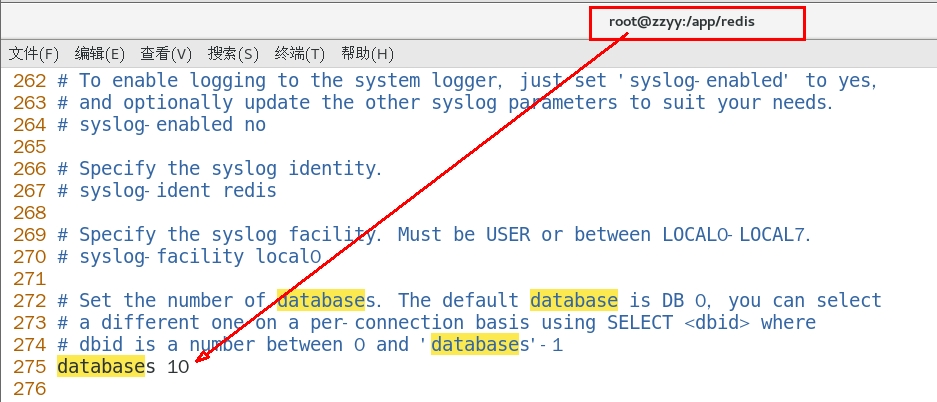 root@zzyy:/app/redis
文件(F) 编辑(E) 查看(V) 搜索(S) 终端(T) 帮助(H)
262 # To enable logging to the system logger, just set 'syslog-enabled' to yes,
263 # and optionally update the other syslog parameters to suit your needs.
264 # syslog-enabled no
265
266 # Specify the syslog identity.
267 # syslog-ident redis
268
269 # Specify the syslog facility. Must be USER or between LOCAL0-LOCAL7.
270 # syslog-facility local0
271
272 # Set the number of databases. The default database is DB 0, you can select
273 # a different one on a per-connection basis using SELECT <dbid> where
274 # dbid is a number between 0 and 'databases'-1
275 databases 10
276